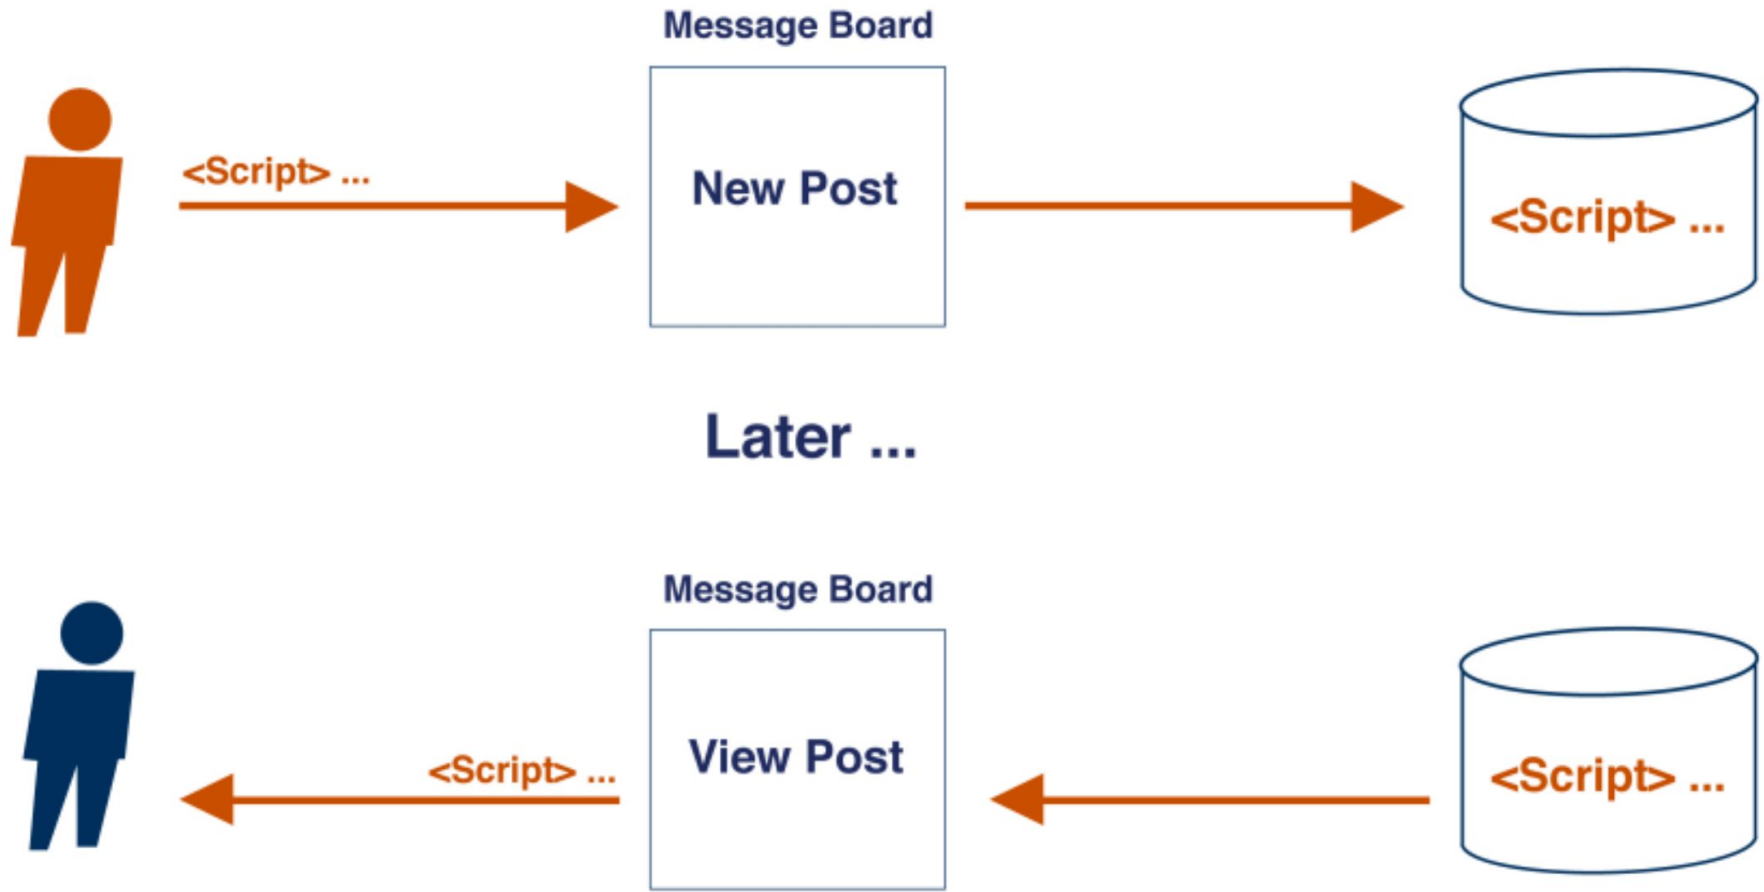 Message Board
<Script> ...
New Post
<Script> ...
Later ...
Message Board
<Script> ...
View Post
<Script> ...